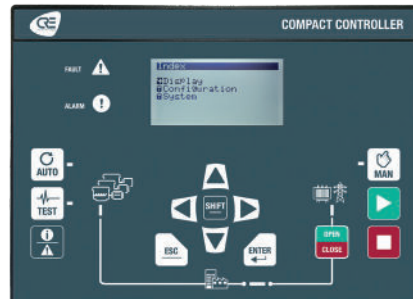 CRE
COMPACT CONTROLLER
FAULT
ALARM
Index
Display
Configuration
System
AUTO
MAN
TEST
SHIFT
OPEN
CLOSE
ESC
ENTER